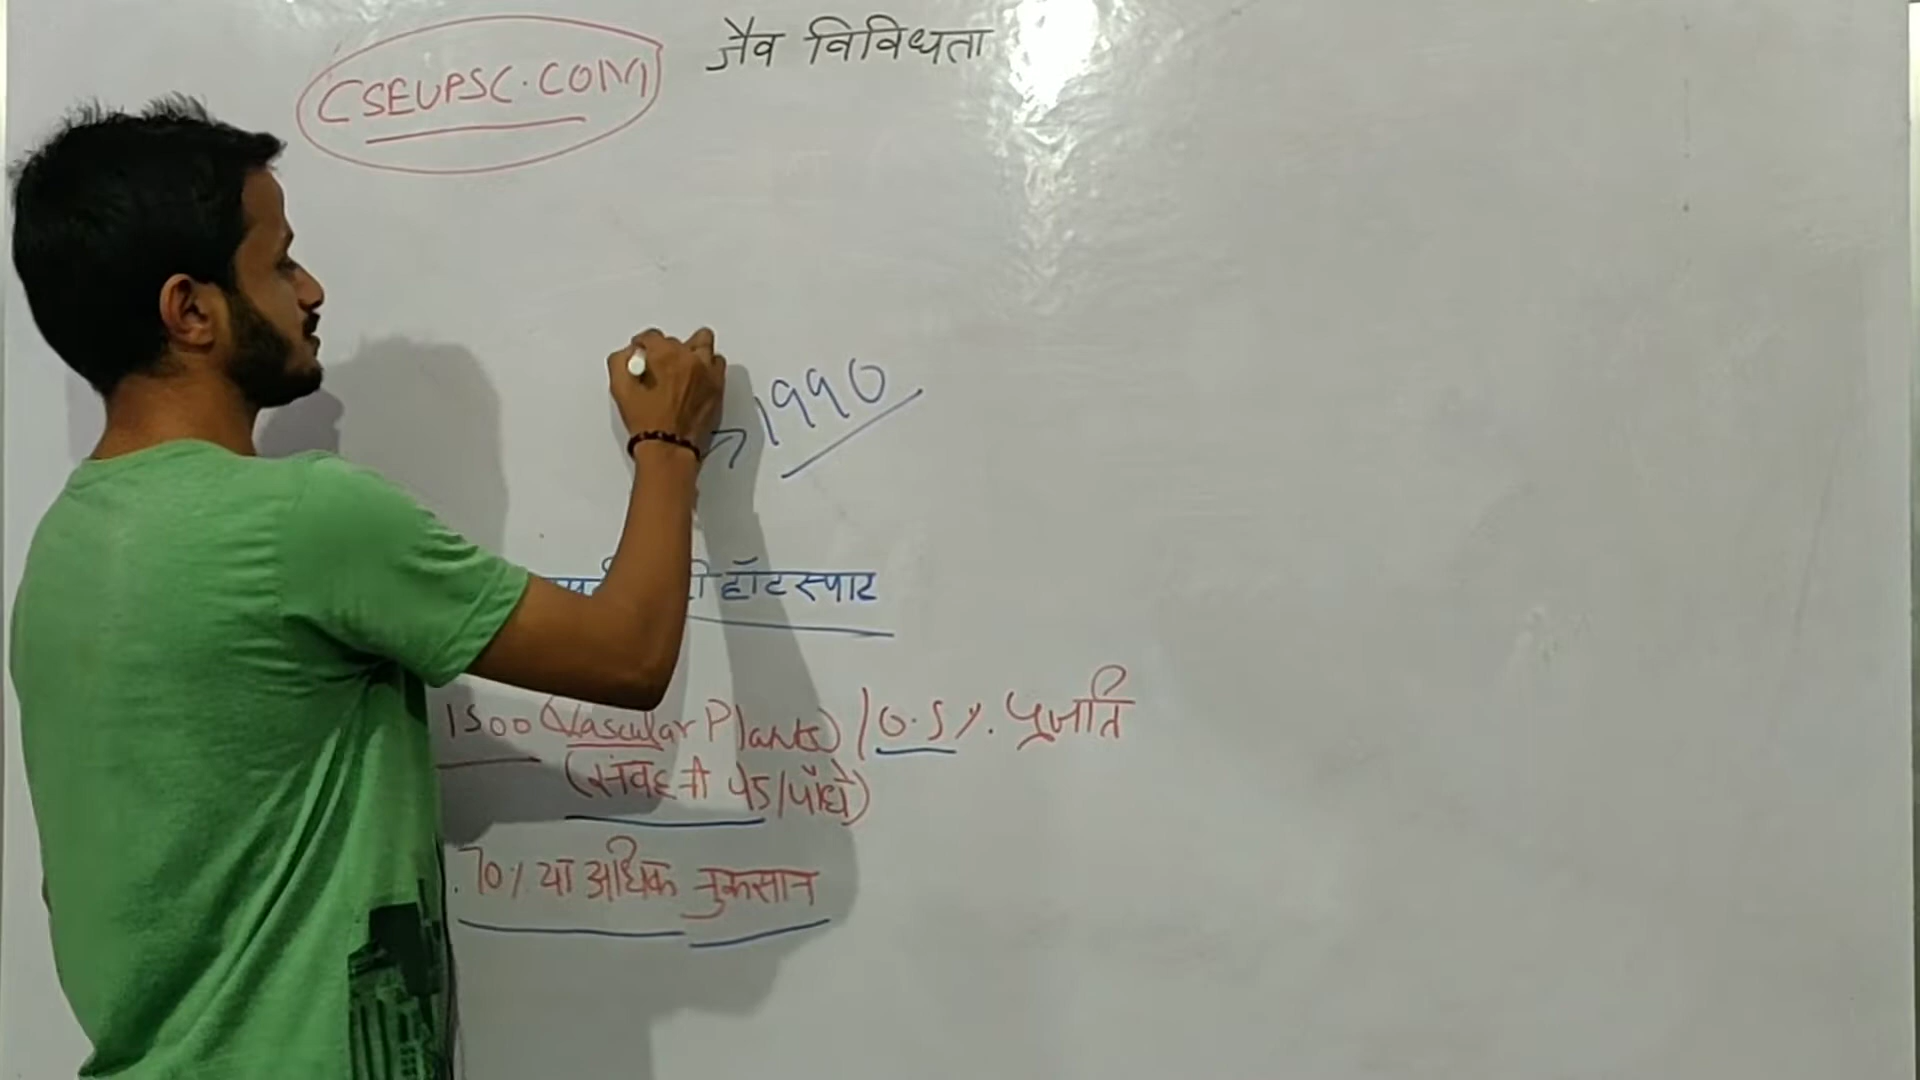 CSEUPSC.COM
जैव विविधता
1990
हॉटस्पाट
1500 (Vascular Plants) / 0.5%. प्रजाति
(संवहनी पेड़/पौधे)
70% या अधिक नुकसान